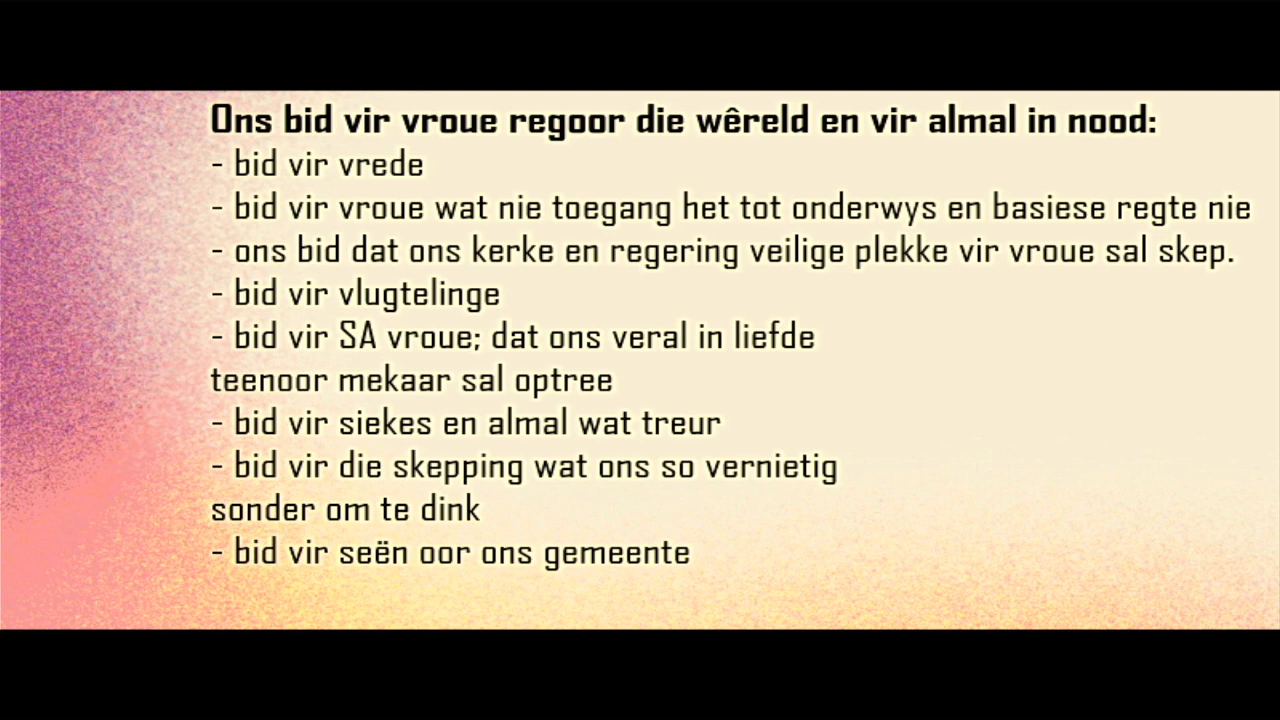 Ons bid vir vroue regoor die wêreld en vir almal in nood:
- bid vir vrede
- bid vir vroue wat nie toegang het tot onderwys en basiese regte nie
- ons bid dat ons kerke en regering veilige plekke vir vroue sal skep.
- bid vir vlugtelinge
- bid vir SA vroue; dat ons veral in liefde
teenoor mekaar sal optree
- bid vir siekes en almal wat treur
- bid vir die skepping wat ons so vernietig
sonder om te dink
- bid vir seën oor ons gemeente